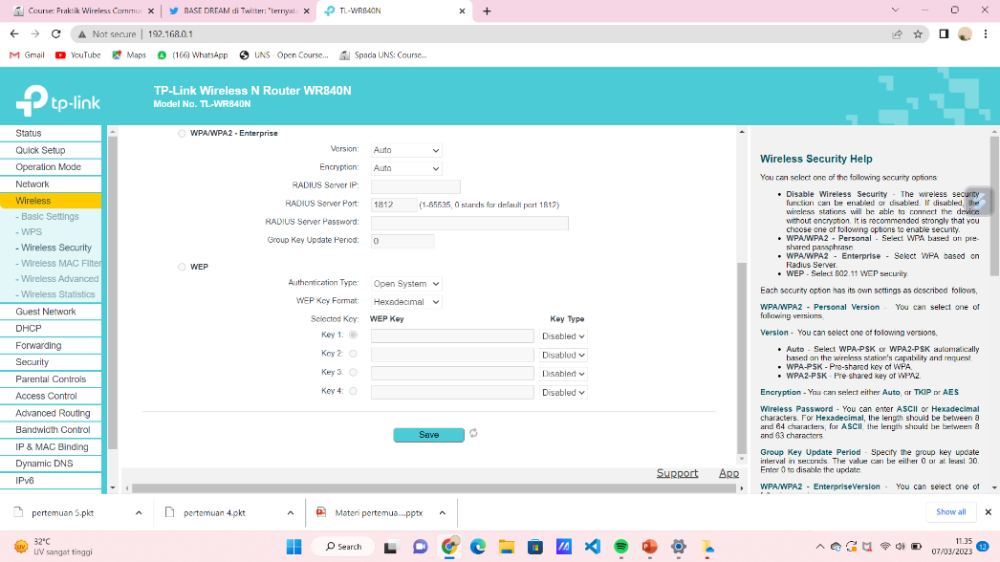 Course: Praktik Wireless Commun
BASE DREAM di Twitter: "ternyata
TL-WR840N
Not secure
192.168.0.1
Gmail
YouTube
Maps
(166) WhatsApp
UNS - Open Course...
Spada UNS: Course...
tp-link
TP-Link Wireless N Router WR840N
Model No. TL-WR840N
Status
Quick Setup
Operation Mode
Network
Wireless
- Basic Settings
- WPS
- Wireless Security
- Wireless MAC Filter
- Wireless Advanced
- Wireless Statistics
Guest Network
DHCP
Forwarding
Security
Parental Controls
Access Control
Advanced Routing
Bandwidth Control
IP & MAC Binding
Dynamic DNS
IPv6
WPA/WPA2 - Enterprise
Version: Auto
Encryption: Auto
RADIUS Server IP:
RADIUS Server Port: 1812 (1-65535, 0 stands for default port 1812)
RADIUS Server Password:
Group Key Update Period: 0
WEP
Authentication Type: Open System
WEP Key Format: Hexadecimal
Selected Key: WEP Key Key Type
Key 1: Disabled
Key 2: Disabled
Key 3: Disabled
Key 4: Disabled
Save
Support App
Wireless Security Help
You can select one of the following security options:
• Disable Wireless Security - The wireless security
function can be enabled or disabled. If disabled, the
wireless stations will be able to connect the device
without encryption. It is recommended strongly that you
choose one of following options to enable security.
• WPA/WPA2 - Personal - Select WPA based on pre-
shared passphrase.
• WPA/WPA2 - Enterprise - Select WPA based on
Radius Server.
• WEP - Select 802.11 WEP security.
Each security option has its own settings as described follows,
WPA/WPA2 - Personal Version - You can select one of
following versions,
Version - You can select one of following versions,
• Auto - Select WPA-PSK or WPA2-PSK automatically
based on the wireless station's capability and request.
• WPA-PSK - Pre-shared key of WPA.
• WPA2-PSK - Pre-shared key of WPA2.
Encryption - You can select either Auto, or TKIP or AES.
Wireless Password - You can enter ASCII or Hexadecimal
characters. For Hexadecimal, the length should be between 8
and 64 characters; for ASCII, the length should be between 8
and 63 characters.
Group Key Update Period - Specify the group key update
interval in seconds. The value can be either 0 or at least 30.
Enter 0 to disable the update.
WPA/WPA2 - EnterpriseVersion - You can select one of
pertemuan 5.pkt
pertemuan 4.pkt
Materi pertemua....pptx
Show all
32°C
UV sangat tinggi
Search
11.35
07/03/2023
12